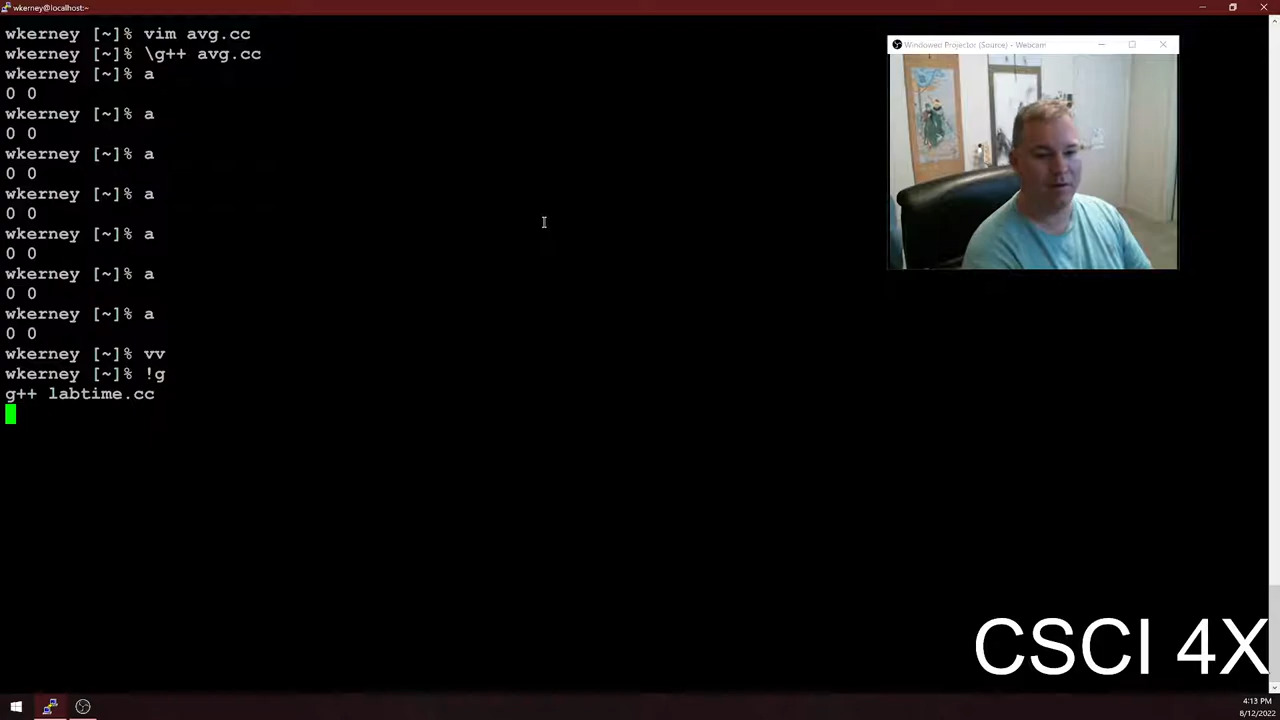 wkerney@localhost:~
wkerney [~]% vim avg.cc
wkerney [~]% \g++ avg.cc
wkerney [~]% a
0 0
wkerney [~]% a
0 0
wkerney [~]% a
0 0
wkerney [~]% a
0 0
wkerney [~]% a
0 0
wkerney [~]% a
0 0
wkerney [~]% a
0 0
wkerney [~]% vv
wkerney [~]% !g
g++ labtime.cc
Windowed Projector (Source) - Webcam
CSCI 4X
4:13 PM
8/12/2022